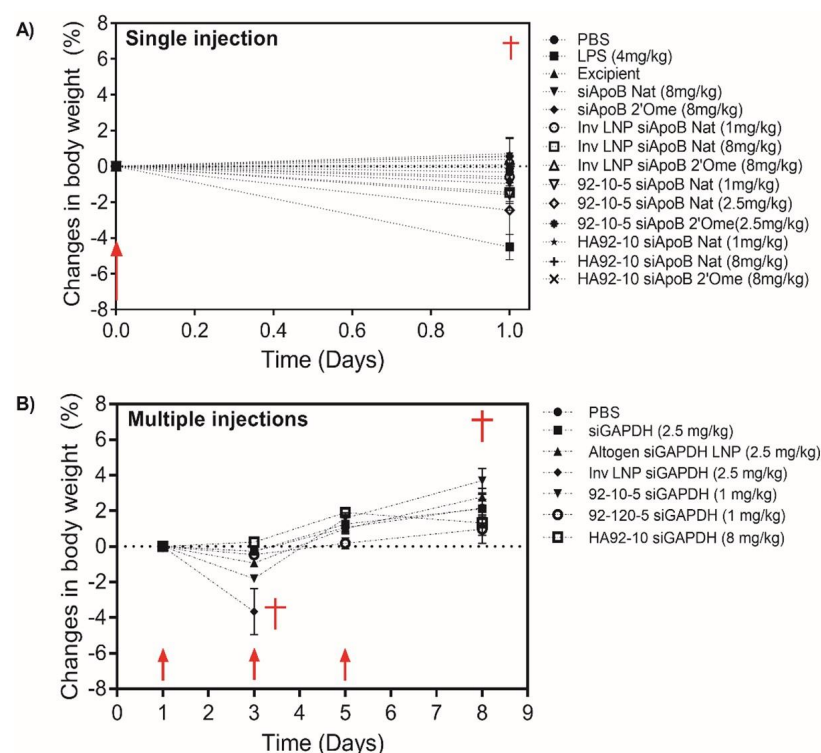 A)
Single injection
Changes in body weight (%)
8
6
4
2
0
-2
-4
-6
-8
0.0 0.2 0.4 0.6 0.8 1.0
Time (Days)
PBS
LPS (4mg/kg)
Excipient
siApoB Nat (8mg/kg)
siApoB 2'Ome (8mg/kg)
Inv LNP siApoB Nat (1mg/kg)
Inv LNP siApoB Nat (8mg/kg)
Inv LNP siApoB 2'Ome (8mg/kg)
92-10-5 siApoB Nat (1mg/kg)
92-10-5 siApoB Nat (2.5mg/kg)
92-10-5 siApoB 2'Ome(2.5mg/kg)
HA92-10 siApoB Nat (1mg/kg)
HA92-10 siApoB Nat (8mg/kg)
HA92-10 siApoB 2'Ome (8mg/kg)
B)
Multiple injections
Changes in body weight (%)
8
6
4
2
0
-2
-4
-6
-8
0 1 2 3 4 5 6 7 8 9
Time (Days)
PBS
siGAPDH (2.5 mg/kg)
Altogen siGAPDH LNP (2.5 mg/kg)
Inv LNP siGAPDH (2.5 mg/kg)
92-10-5 siGAPDH (1 mg/kg)
92-120-5 siGAPDH (1 mg/kg)
HA92-10 siGAPDH (8 mg/kg)